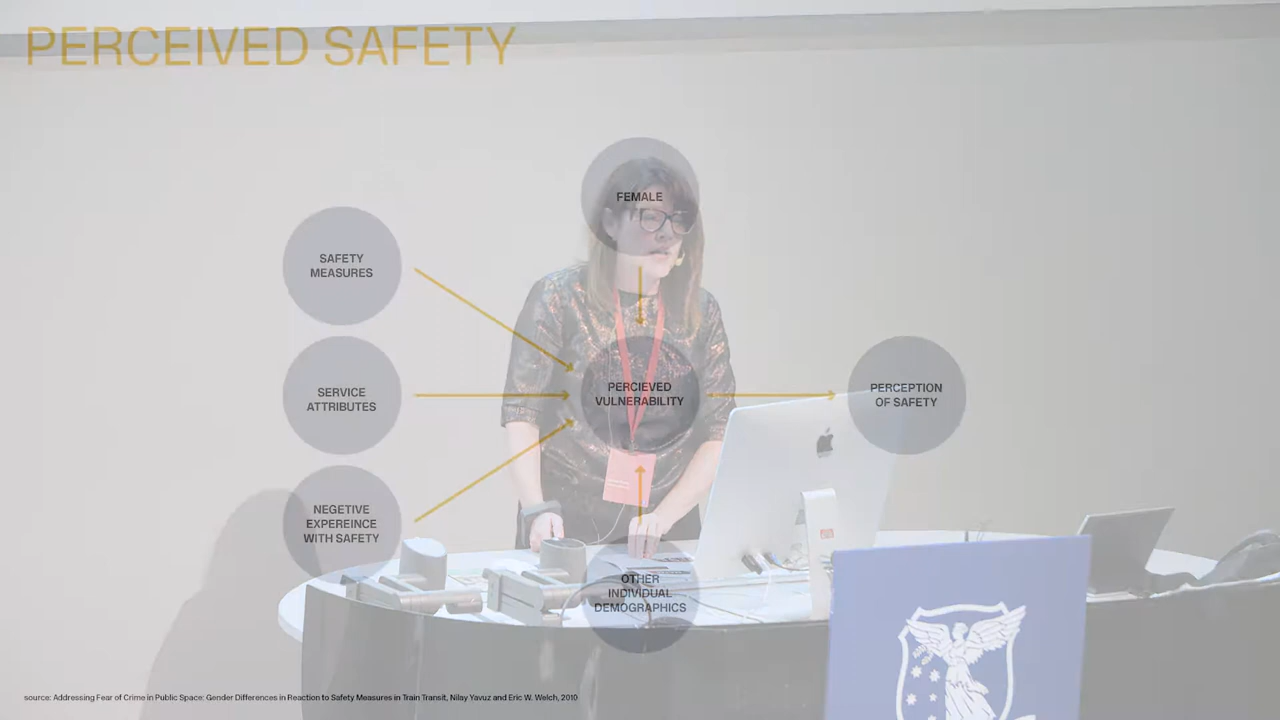 PERCEIVED SAFETY
FEMALE
SAFETY
MEASURES
SERVICE
ATTRIBUTES
PERCIEVED
VULNERABILITY
PERCEPTION
OF SAFETY
NEGETIVE
EXPEREINCE
WITH SAFETY
OTHER
INDIVIDUAL
DEMOGRAPHICS
source: Addressing Fear of Crime in Public Space: Gender Differences in Reaction to Safety Measures in Train Transit, Nilay Yavuz and Eric W. Welch, 2010